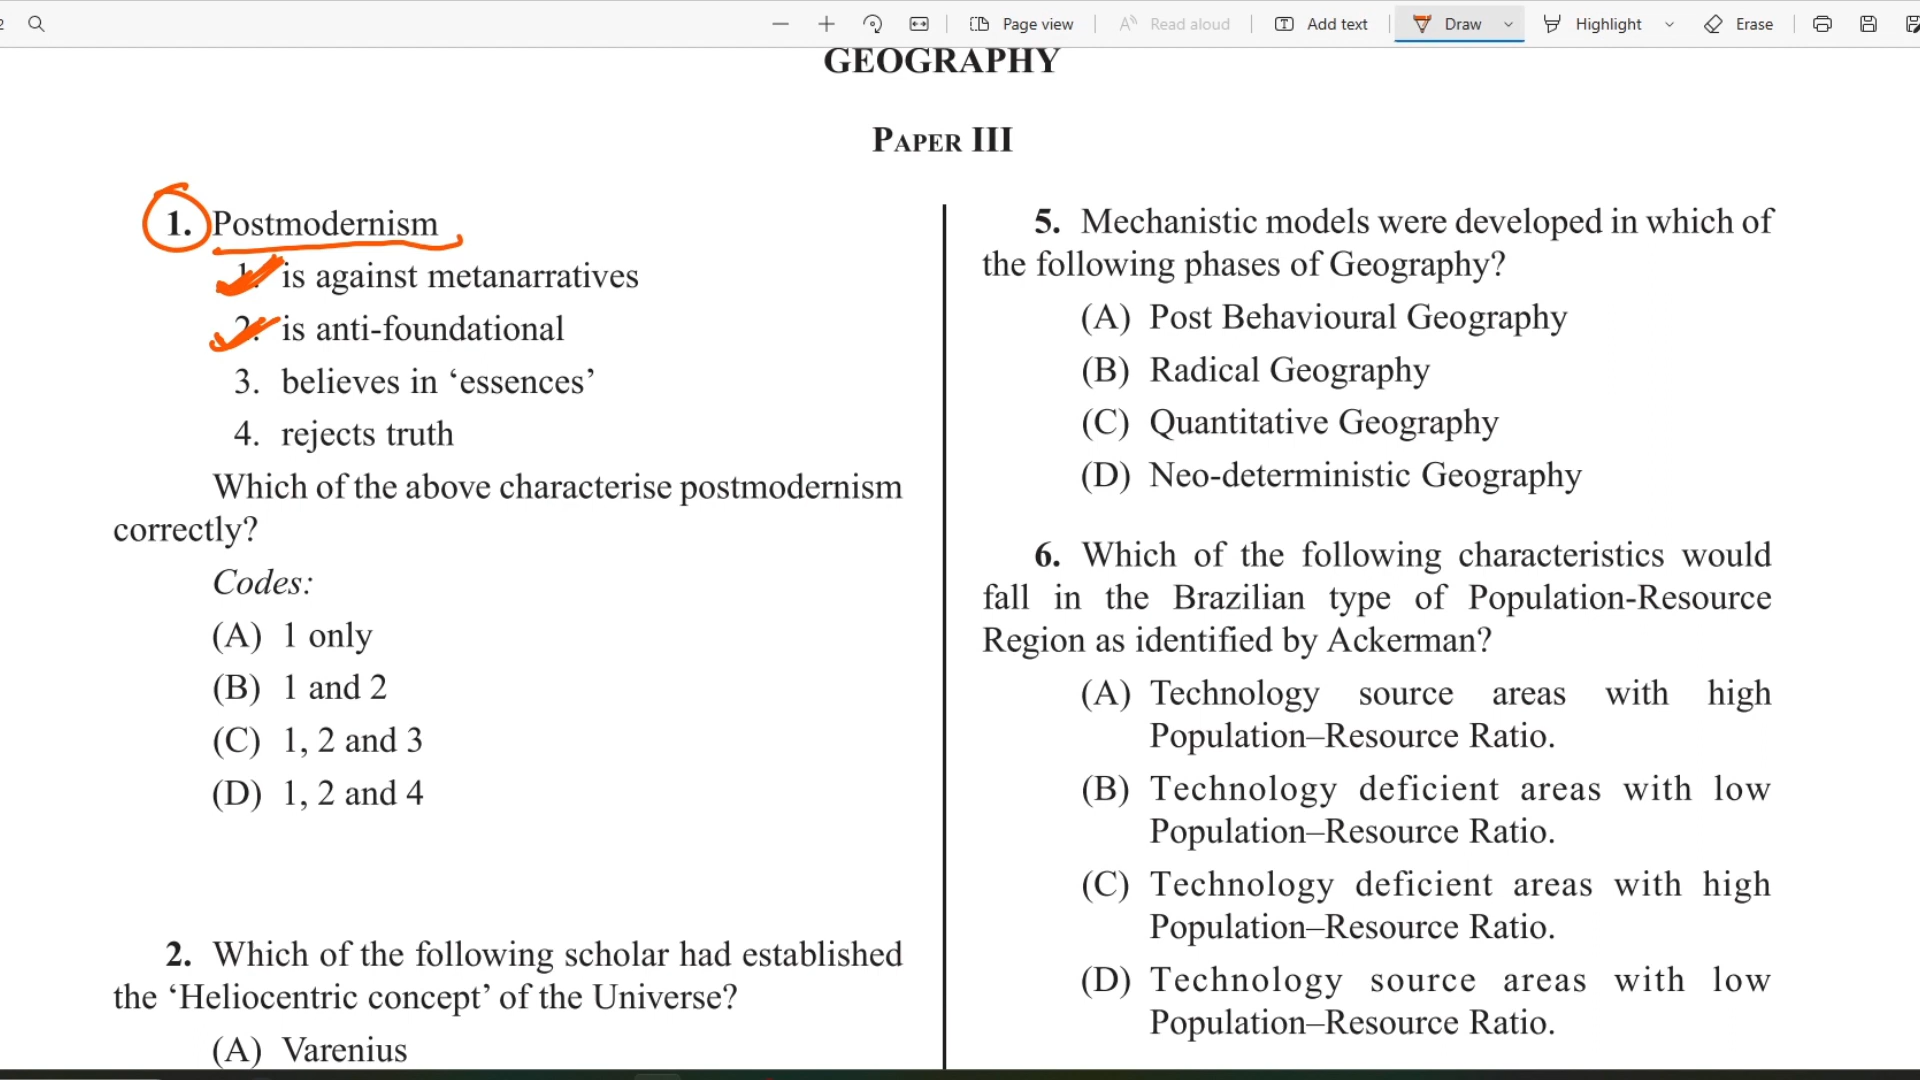 2
Page view
Read aloud
Add text
Draw
Highlight
Erase
GEOGRAPHY
PAPER III
1. Postmodernism
1. is against metanarratives
2. is anti-foundational
3. believes in ‘essences’
4. rejects truth
Which of the above characterise postmodernism
correctly?
Codes:
(A) 1 only
(B) 1 and 2
(C) 1, 2 and 3
(D) 1, 2 and 4
2. Which of the following scholar had established
the ‘Heliocentric concept’ of the Universe?
(A) Varenius
5. Mechanistic models were developed in which of
the following phases of Geography?
(A) Post Behavioural Geography
(B) Radical Geography
(C) Quantitative Geography
(D) Neo-deterministic Geography
6. Which of the following characteristics would
fall in the Brazilian type of Population-Resource
Region as identified by Ackerman?
(A) Technology source areas with high
Population–Resource Ratio.
(B) Technology deficient areas with low
Population–Resource Ratio.
(C) Technology deficient areas with high
Population–Resource Ratio.
(D) Technology source areas with low
Population–Resource Ratio.